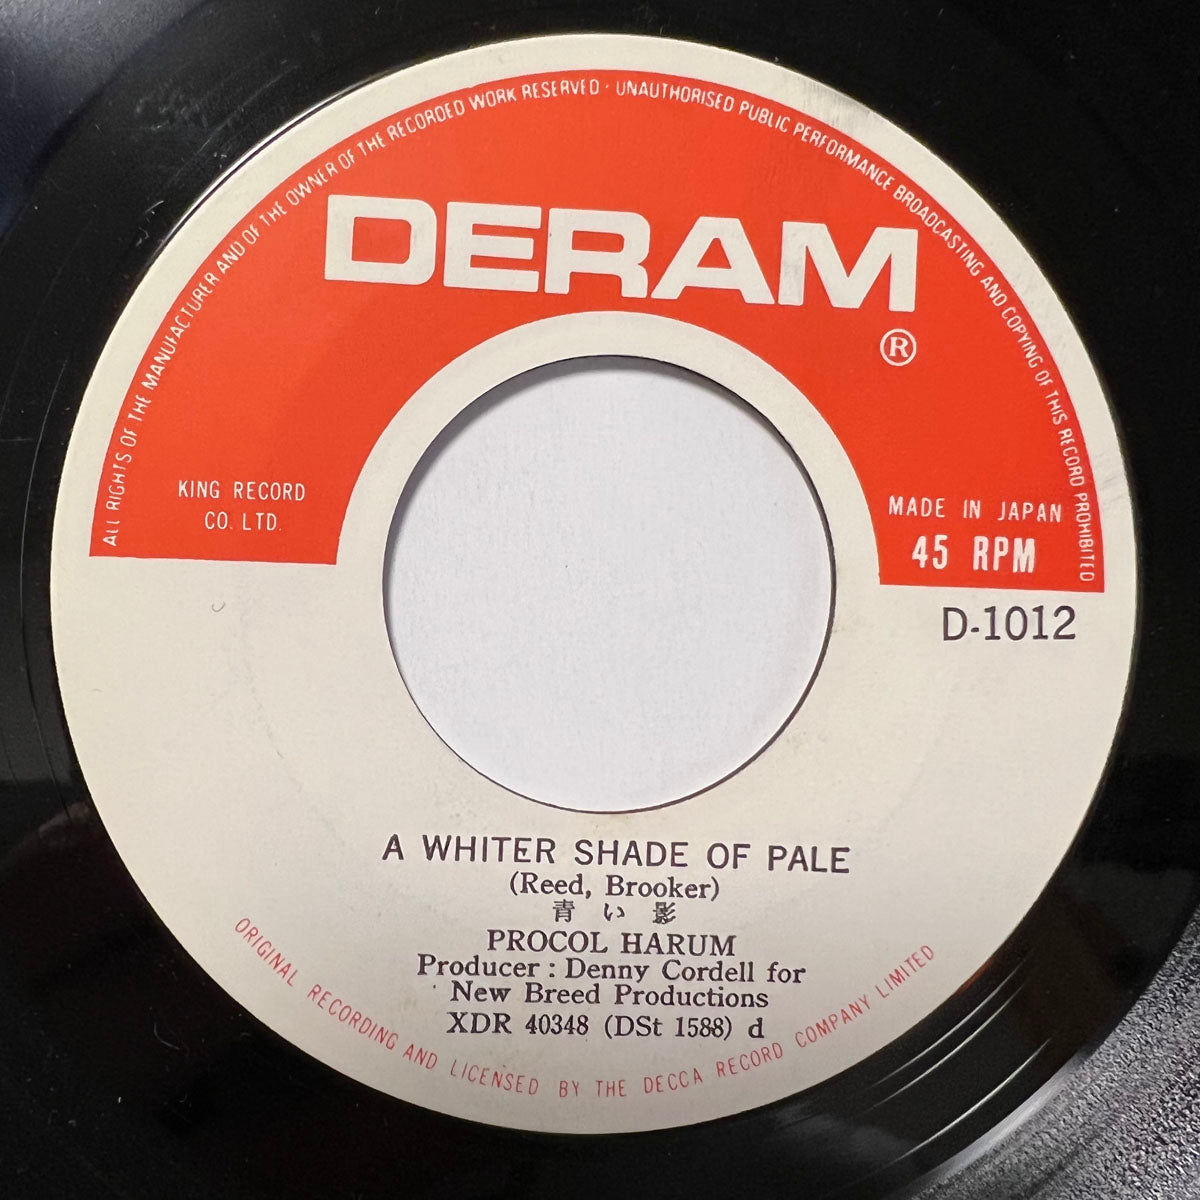 ALL RIGHTS OF THE MANUFACTURER AND OF THE OWNER OF THE RECORDED WORK RESERVED · UNAUTHORISED PUBLIC PERFORMANCE BROADCASTING AND COPYING OF THIS RECORD PROHIBITED
DERAM
®
KING RECORD
CO. LTD.
MADE IN JAPAN
45 RPM
D-1012
A WHITER SHADE OF PALE
(Reed, Brooker)
青い影
PROCOL HARUM
Producer : Denny Cordell for
New Breed Productions
XDR 40348 (DSt 1588) d
ORIGINAL RECORDING AND LICENSED BY THE DECCA RECORD COMPANY LIMITED